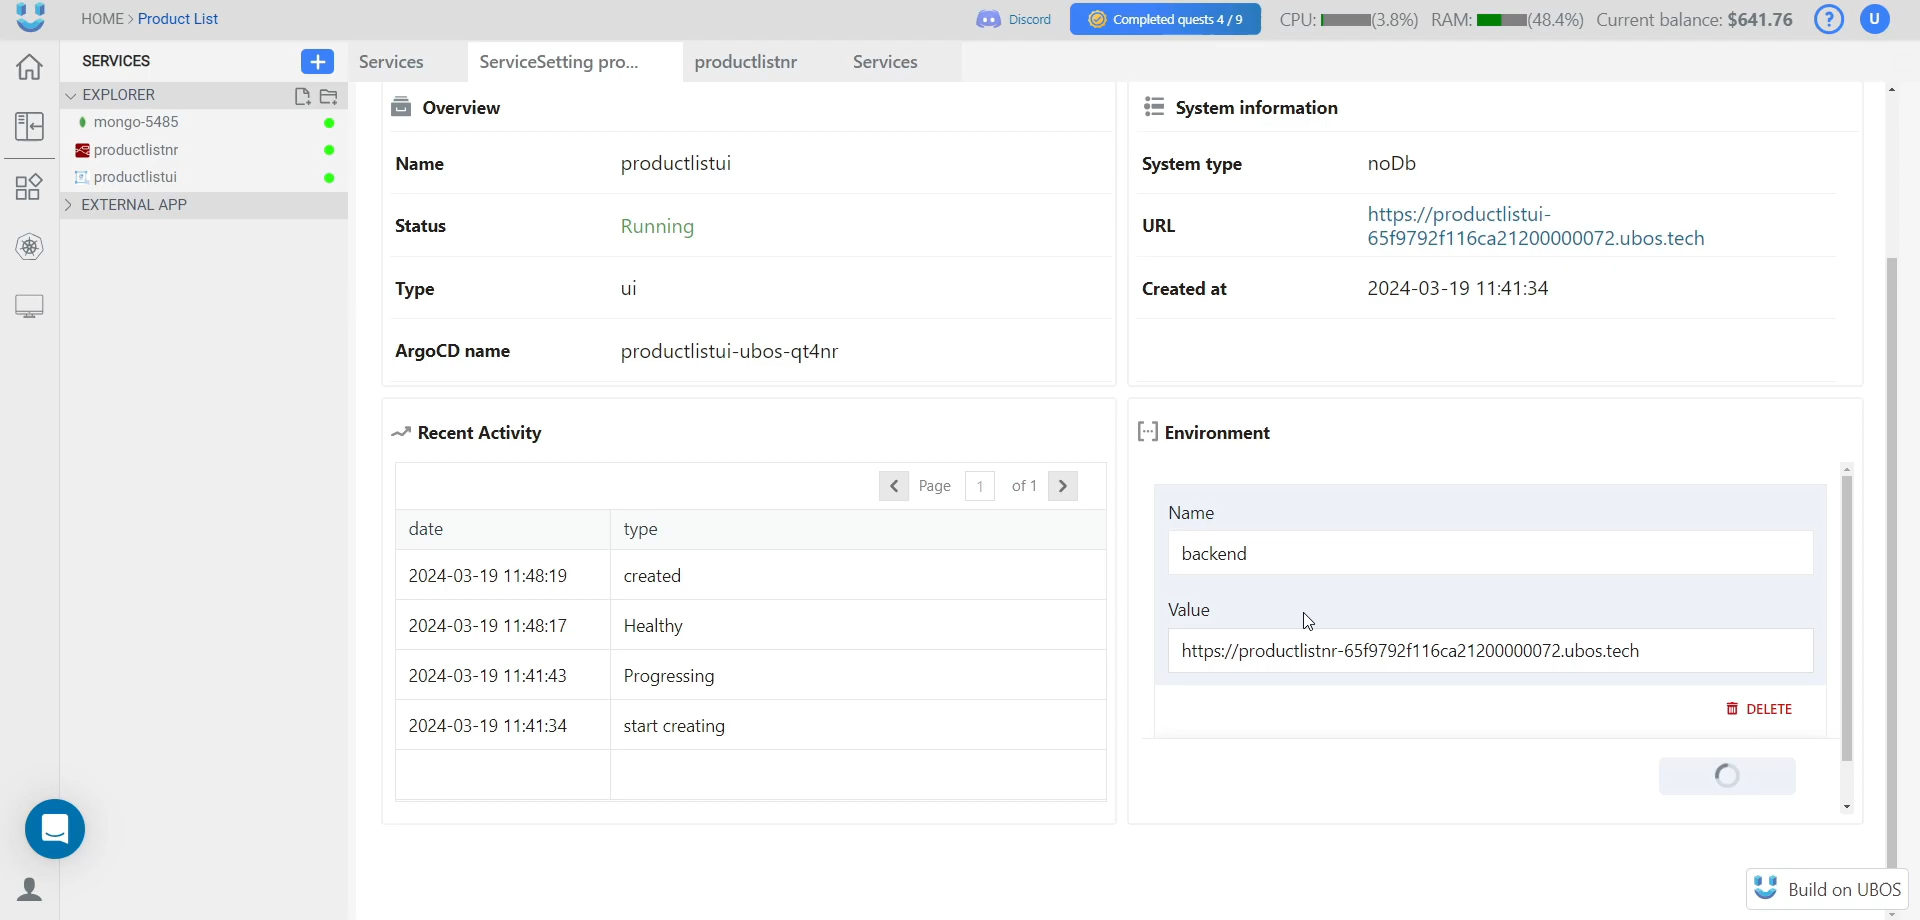 HOME > Product List
Discord
Completed quests 4 / 9
CPU: (3.8%) RAM: (48.4%) Current balance: $641.76
?
U
SERVICES
+
Services
ServiceSetting pro...
productlistnr
Services
EXPLORER
mongo-5485
productlistnr
productlistui
EXTERNAL APP
Overview
Name productlistui
Status Running
Type ui
ArgoCD name productlistui-ubos-qt4nr
System information
System type noDb
URL https://productlistui-
65f9792f116ca21200000072.ubos.tech
Created at 2024-03-19 11:41:34
Recent Activity
Page 1 of 1
date type
2024-03-19 11:48:19 created
2024-03-19 11:48:17 Healthy
2024-03-19 11:41:43 Progressing
2024-03-19 11:41:34 start creating
Environment
Name
backend
Value
https://productlistnr-65f9792f116ca21200000072.ubos.tech
DELETE
Build on UBOS